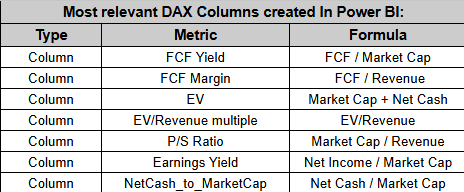 Most relevant DAX Columns created In Power BI:
Type Metric Formula
Column FCF Yield FCF / Market Cap
Column FCF Margin FCF / Revenue
Column EV Market Cap + Net Cash
Column EV/Revenue multiple EV/Revenue
Column P/S Ratio Market Cap / Revenue
Column Earnings Yield Net Income / Market Cap
Column NetCash_to_MarketCap Net Cash / Market Cap